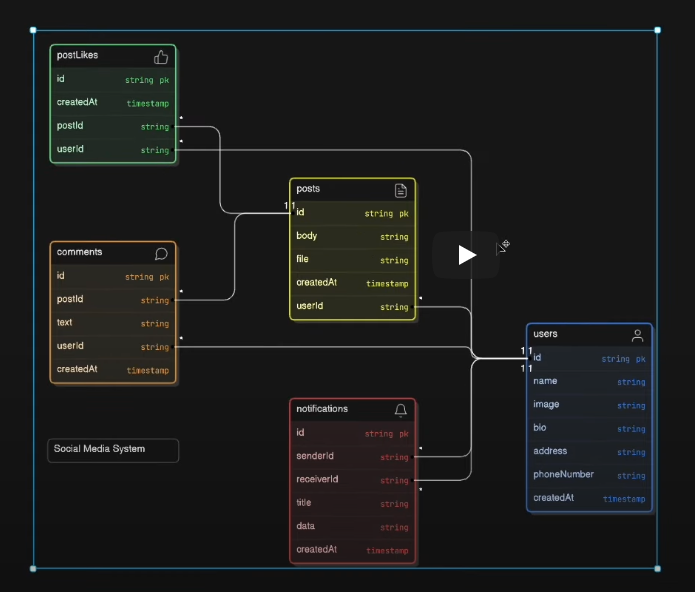 postLikes
id string pk
createdAt timestamp
postId string
userId string
posts
id string pk
body string
file string
createdAt timestamp
userId string
comments
id string pk
postId string
text string
userId string
createdAt timestamp
users
id string pk
name string
image string
bio string
address string
phoneNumber string
createdAt timestamp
notifications
id string pk
senderId string
receiverId string
title string
data string
createdAt timestamp
Social Media System
* * * * * * *
1 1
1 1
1 1